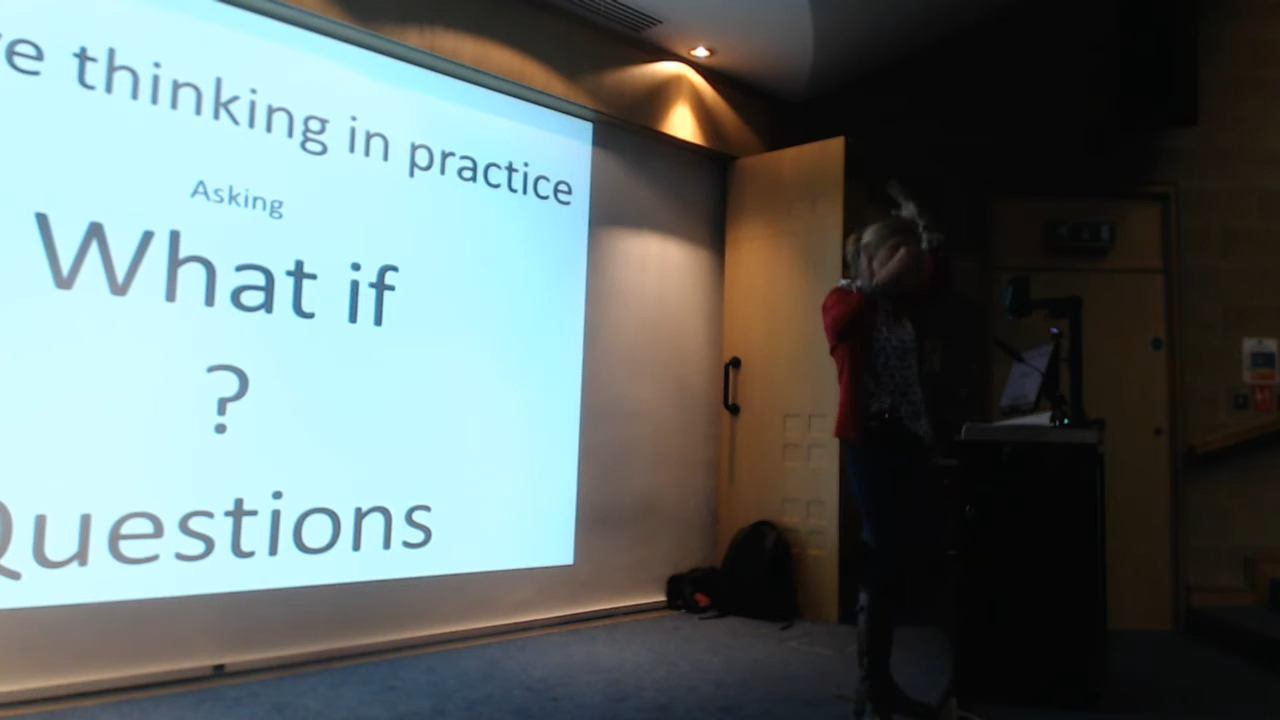 e thinking in practice
Asking
What if
?
Questions